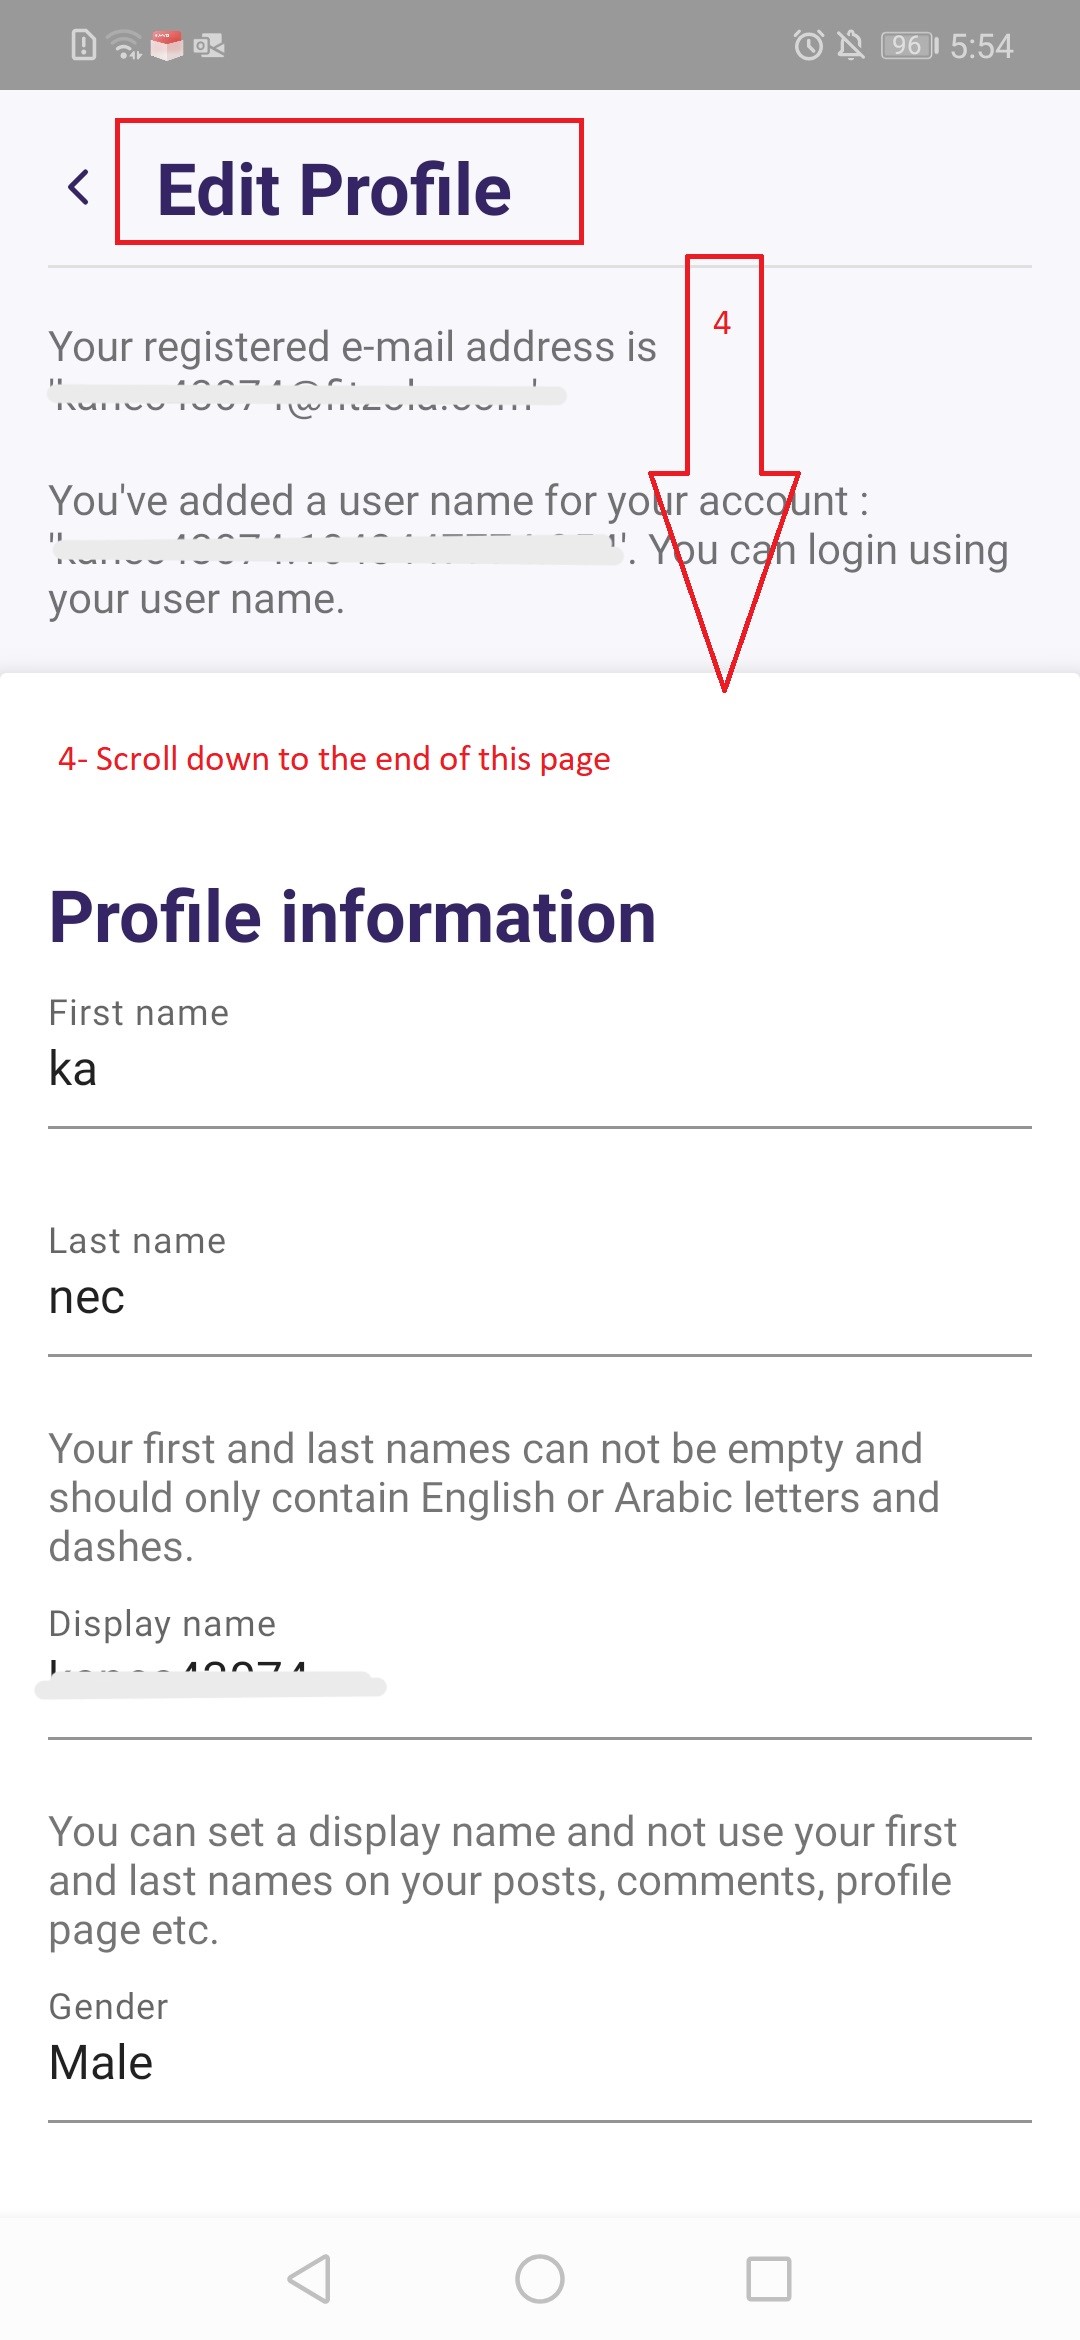 96 5:54
Edit Profile
4
Your registered e-mail address is
You've added a user name for your account :
You can login using
your user name.
4- Scroll down to the end of this page
Profile information
First name
ka
Last name
nec
Your first and last names can not be empty and
should only contain English or Arabic letters and
dashes.
Display name
You can set a display name and not use your first
and last names on your posts, comments, profile
page etc.
Gender
Male